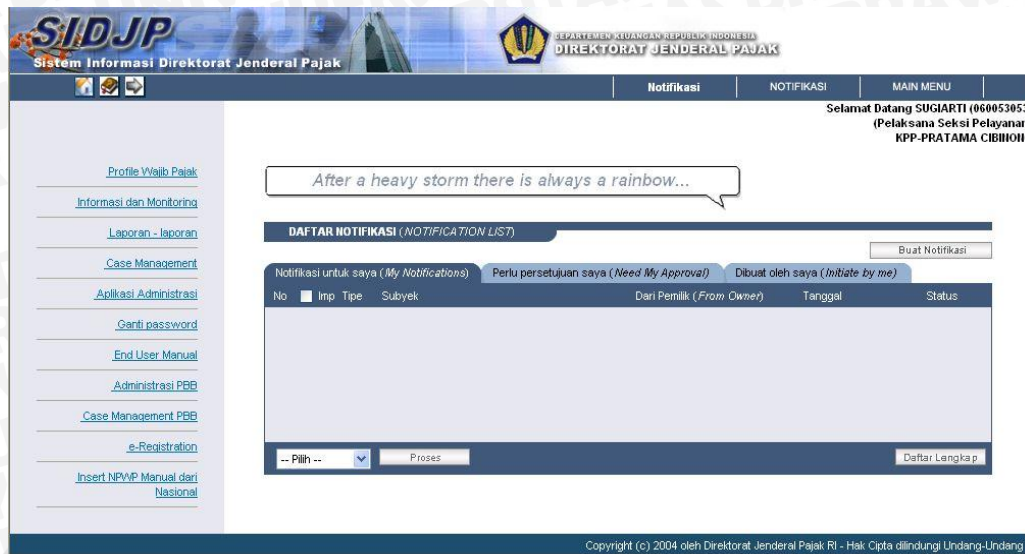 SIDJP
Sistem Informasi Direktorat Jenderal Pajak
DEPARTEMEN KEUANGAN REPUBLIK INDONESIA
DIREKTORAT JENDERAL PAJAK
Notifikasi NOTIFIKASI MAIN MENU
Selamat Datang SUGIARTI (06005305
(Pelaksana Seksi Pelayanan
KPP-PRATAMA CIBINON
Profile Wajib Pajak
Informasi dan Monitoring
Laporan - laporan
Case Management
Aplikasi Administrasi
Ganti password
End User Manual
Administrasi PBB
Case Management PBB
e-Registration
Insert NPWP Manual dari
Nasional
After a heavy storm there is always a rainbow...
DAFTAR NOTIFIKASI (NOTIFICATION LIST)
Buat Notifikasi
Notifikasi untuk saya (My Notifications) Perlu persetujuan saya (Need My Approval) Dibuat oleh saya (Initiate by me)
No Imp Tipe Subyek Dari Pemilik (From Owner) Tanggal Status
-- Pilih -- Proses Daftar Lengkap
Copyright (c) 2004 oleh Direktorat Jenderal Pajak RI - Hak Cipta dilindungi Undang-Undang